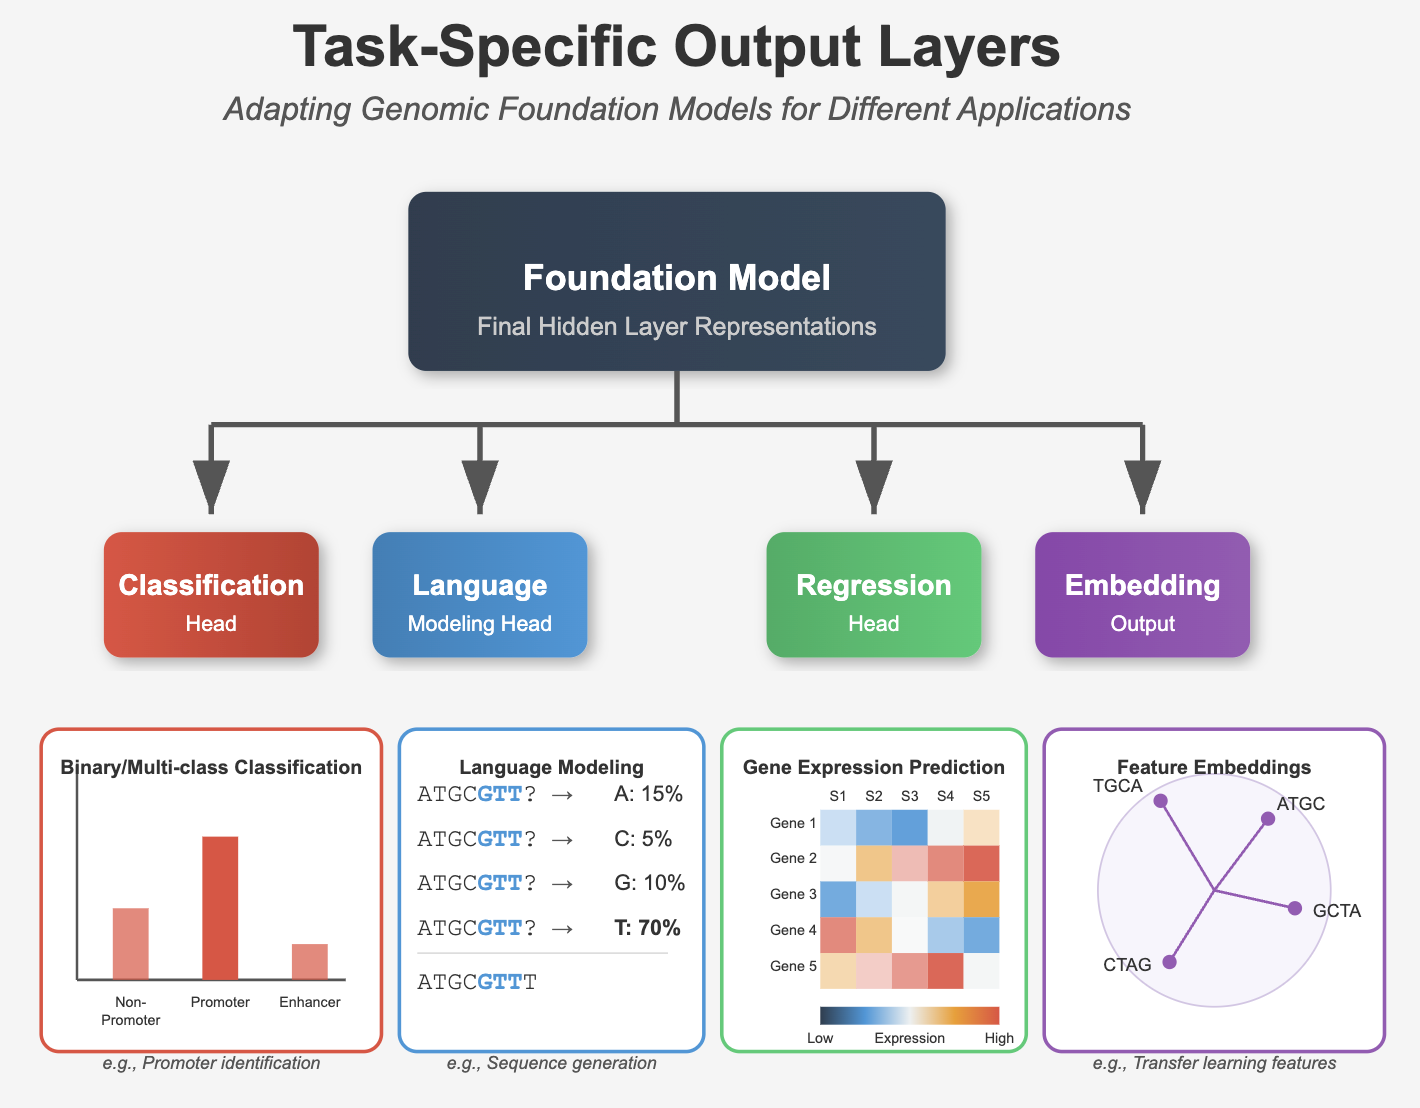 Task-Specific Output Layers
Adapting Genomic Foundation Models for Different Applications
Foundation Model
Final Hidden Layer Representations
Classification
Head
Language
Modeling Head
Regression
Head
Embedding
Output
Binary/Multi-class Classification
Non-
Promoter
Promoter
Enhancer
e.g., Promoter identification
Language Modeling
ATGCGTT? → A: 15%
ATGCGTT? → C: 5%
ATGCGTT? → G: 10%
ATGCGTT? → T: 70%
ATGCGTTT
e.g., Sequence generation
Gene Expression Prediction
S1 S2 S3 S4 S5
Gene 1
Gene 2
Gene 3
Gene 4
Gene 5
Low Expression High
Feature Embeddings
TGCA
ATGC
GCTA
CTAG
e.g., Transfer learning features